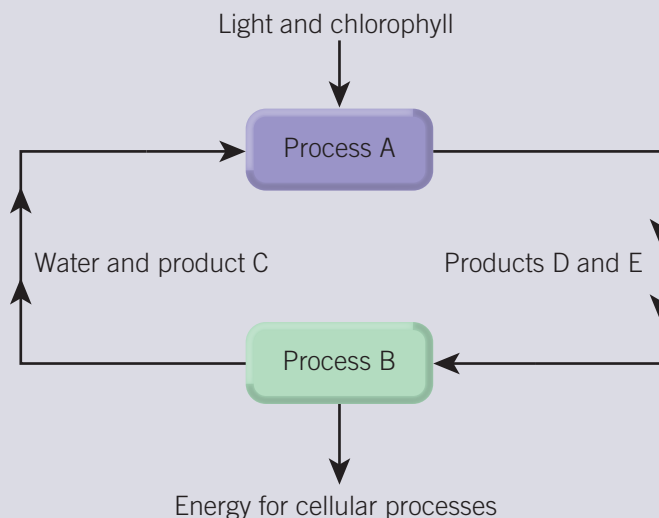 Light and chlorophyll
Process A
Water and product C
Products D and E
Process B
Energy for cellular processes